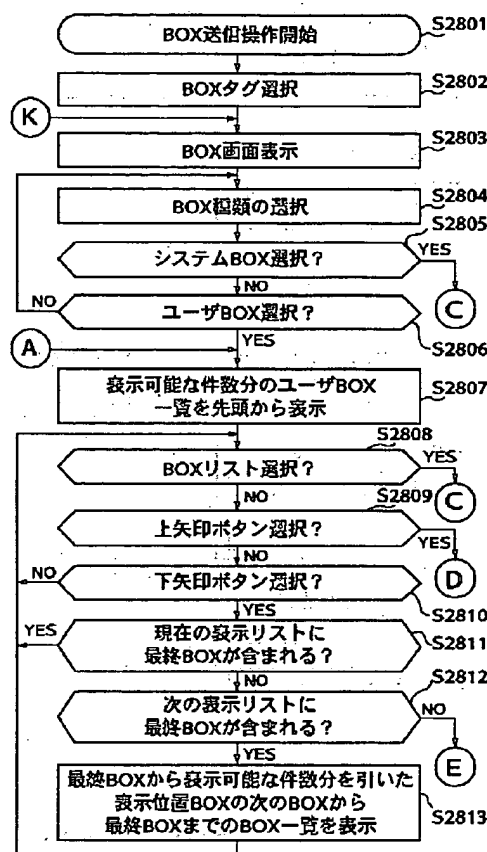 BOX送信操作開始
S2801
BOXタグ選択
S2802
K
BOX画面表示
S2803
BOX種類の選択
S2804
S2805
システムBOX選択？
YES
NO
C
NO
ユーザBOX選択？
A
YES
S2806
表示可能な件数分のユーザBOX
一覧を先頭から表示
S2807
S2808
BOXリスト選択？
YES
NO
S2809
C
上矢印ボタン選択？
YES
NO
D
NO
下矢印ボタン選択？
YES
S2810
YES
現在の表示リストに
最終BOXが含まれる？
S2811
NO
S2812
次の表示リストに
最終BOXが含まれる？
NO
YES
E
最終BOXから表示可能な件数分を引いた
表示位置BOXの次のBOXから
最終BOXまでのBOX一覧を表示
S2813